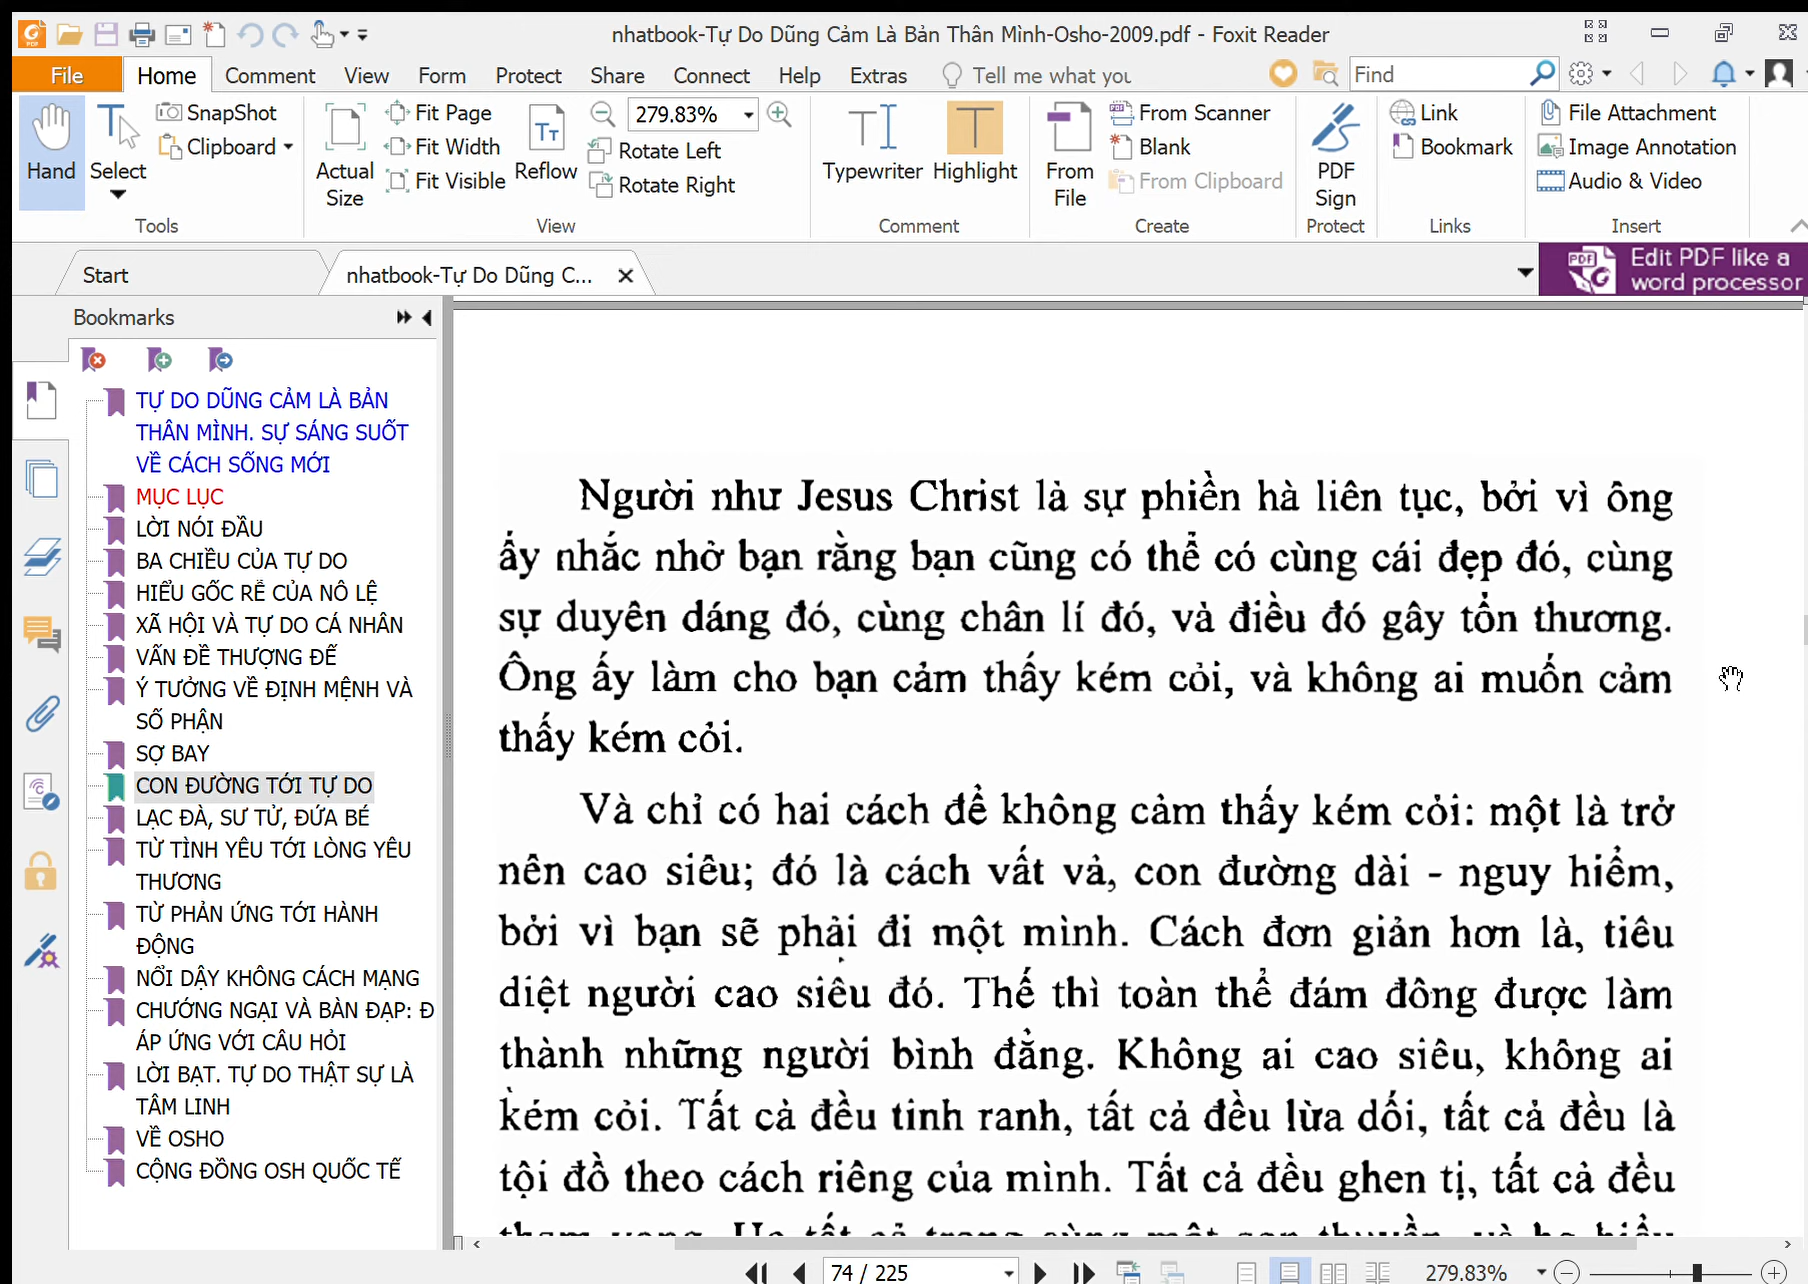 nhatbook-Tự Do Dũng Cảm Là Bản Thân Mình-Osho-2009.pdf - Foxit Reader
File Home Comment View Form Protect Share Connect Help Extras Tell me what you Find
Hand
Select
SnapShot
Clipboard
Tools
Actual Size
Fit Page
Fit Width
Fit Visible
Reflow
279.83%
Rotate Left
Rotate Right
View
Typewriter
Highlight
Comment
From File
From Scanner
Blank
From Clipboard
Create
PDF Sign
Protect
Link
Bookmark
Links
File Attachment
Image Annotation
Audio & Video
Insert
Start
nhatbook-Tự Do Dũng C...
Edit PDF like a
word processor
Bookmarks
TỰ DO DŨNG CẢM LÀ BẢN
THÂN MÌNH. SỰ SÁNG SUỐT
VỀ CÁCH SỐNG MỚI
MỤC LỤC
LỜI NÓI ĐẦU
BA CHIỀU CỦA TỰ DO
HIỂU GỐC RỄ CỦA NÔ LỆ
XÃ HỘI VÀ TỰ DO CÁ NHÂN
VẤN ĐỀ THƯỢNG ĐẾ
Ý TƯỞNG VỀ ĐỊNH MỆNH VÀ
SỐ PHẬN
SỢ BAY
CON ĐƯỜNG TỚI TỰ DO
LẠC ĐÀ, SƯ TỬ, ĐỨA BÉ
TỪ TÌNH YÊU TỚI LÒNG YÊU
THƯƠNG
TỪ PHẢN ỨNG TỚI HÀNH
ĐỘNG
NỔI DẬY KHÔNG CÁCH MẠNG
CHƯỚNG NGẠI VÀ BÀN ĐẠP: Đ
ÁP ỨNG VỚI CÂU HỎI
LỜI BẠT. TỰ DO THẬT SỰ LÀ
TÂM LINH
VỀ OSHO
CỘNG ĐỒNG OSH QUỐC TẾ
Người như Jesus Christ là sự phiền hà liên tục, bởi vì ông
ấy nhắc nhở bạn rằng bạn cũng có thể có cùng cái đẹp đó, cùng
sự duyên dáng đó, cùng chân lí đó, và điều đó gây tổn thương.
Ông ấy làm cho bạn cảm thấy kém cỏi, và không ai muốn cảm
thấy kém cỏi.
Và chỉ có hai cách để không cảm thấy kém cỏi: một là trở
nên cao siêu; đó là cách vất vả, con đường dài - nguy hiểm,
bởi vì bạn sẽ phải đi một mình. Cách đơn giản hơn là, tiêu
diệt người cao siêu đó. Thế thì toàn thể đám đông được làm
thành những người bình đẳng. Không ai cao siêu, không ai
kém cỏi. Tất cả đều tinh ranh, tất cả đều lừa dối, tất cả đều là
tội đồ theo cách riêng của mình. Tất cả đều ghen tị, tất cả đều
74 / 225
279.83%